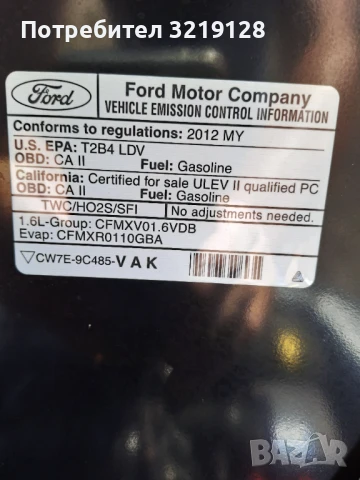 Потребител 3219128
Ford
Ford Motor Company
VEHICLE EMISSION CONTROL INFORMATION
Conforms to regulations: 2012 MY
U.S. EPA: T2B4 LDV
OBD: CA II Fuel: Gasoline
California: Certified for sale ULEV II qualified PC
OBD: CA II Fuel: Gasoline
TWC/HO2S/SFI No adjustments needed.
1.6L-Group: CFMXV01.6VDB
Evap: CFMXR0110GBA
CW7E-9C485-VAK
BAZAR
bg